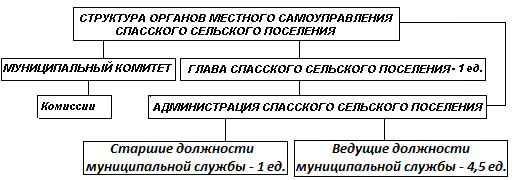 СТРУКТУРА ОРГАНОВ МЕСТНОГО САМОУПРАВЛЕНИЯ
СПАССКОГО СЕЛЬСКОГО ПОСЕЛЕНИЯ
МУНИЦИПАЛЬНЫЙ КОМИТЕТ
ГЛАВА СПАССКОГО СЕЛЬСКОГО ПОСЕЛЕНИЯ- 1 ед.
Комиссии
АДМИНИСТРАЦИЯ СПАССКОГО СЕЛЬСКОГО ПОСЕЛЕНИЯ
Старшие должности
муниципальной службы - 1 ед.
Ведущие должности
муниципальной службы - 4,5 ед.